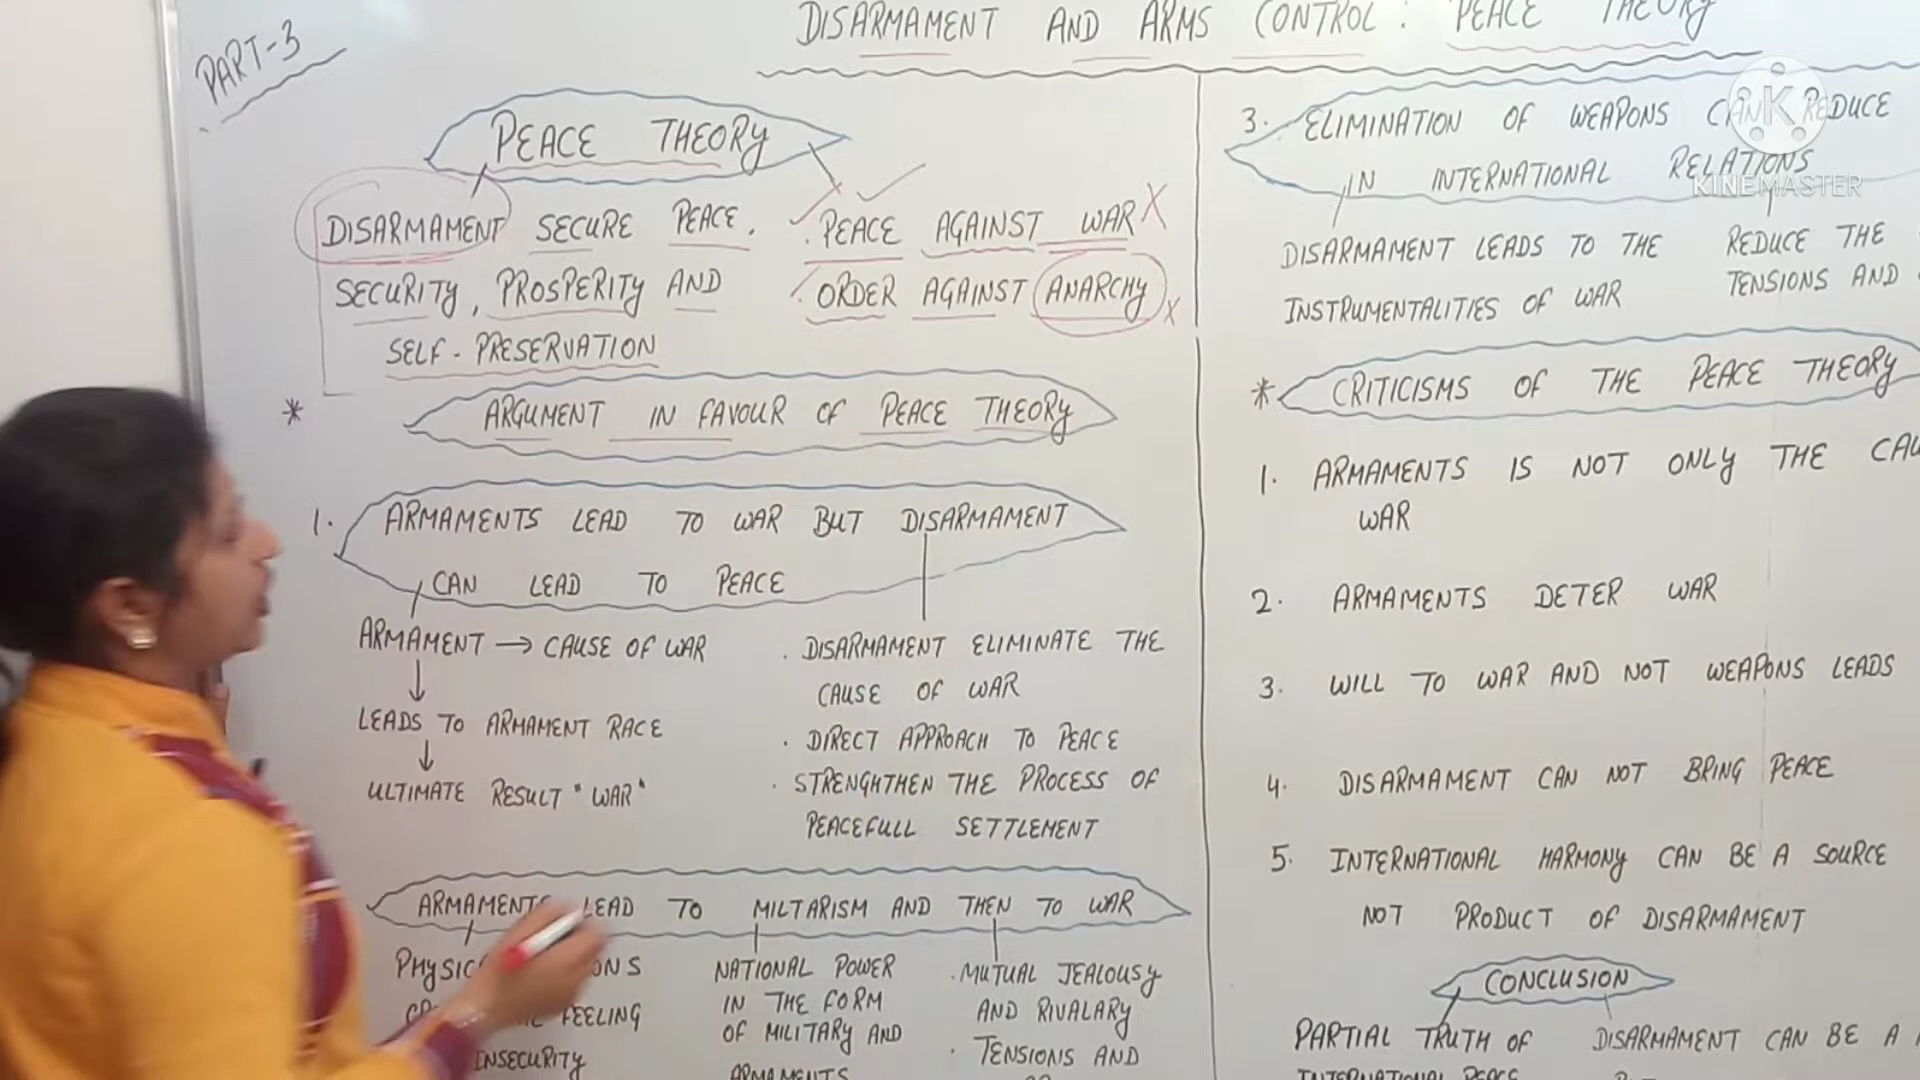 PART-3
DISARMAMENT AND ARMS CONTROL: PEACE THEORY
PEACE THEORY
DISARMAMENT SECURE PEACE.
SECURITY, PROSPERITY AND
SELF-PRESERVATION
. PEACE AGAINST WAR X
ORDER AGAINST ANARCHY X
* ARGUMENT IN FAVOUR OF PEACE THEORY
1. ARMAMENTS LEAD TO WAR BUT DISARMAMENT
CAN LEAD TO PEACE
ARMAMENT → CAUSE OF WAR
↓
LEADS TO ARMAMENT RACE
↓
ULTIMATE RESULT "WAR"
. DISARMAMENT ELIMINATE THE
CAUSE OF WAR
. DIRECT APPROACH TO PEACE
. STRENGHTHEN THE PROCESS OF
PEACEFULL SETTLEMENT
ARMAMENTS LEAD TO MILTARISM AND THEN TO WAR
FEELING
INSECURITY
NATIONAL POWER
IN THE FORM
OF MILITARY AND
ARMAMENTS
. MUTUAL JEALOUSY
AND RIVALARY
. TENSIONS AND
3. ELIMINATION OF WEAPONS CAN REDUCE
IN INTERNATIONAL RELATIONS
DISARMAMENT LEADS TO THE
INSTRUMENTALITIES OF WAR
REDUCE THE
TENSIONS AND
* CRITICISMS OF THE PEACE THEORY
1. ARMAMENTS IS NOT ONLY THE
WAR
2. ARMAMENTS DETER WAR
3. WILL TO WAR AND NOT WEAPONS LEADS
4. DISARMAMENT CAN NOT BRING PEACE
5. INTERNATIONAL HARMONY CAN BE A SOURCE
NOT PRODUCT OF DISARMAMENT
CONCLUSION
PARTIAL TRUTH OF
INTERNATIONAL PEACE
DISARMAMENT CAN BE A
K
KINEMASTER